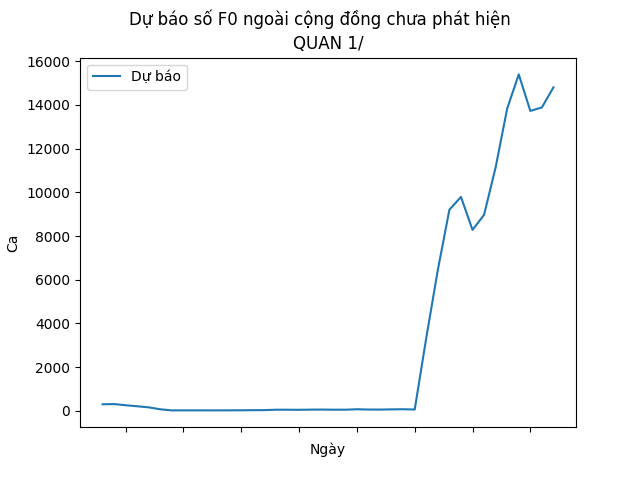 Dự báo số F0 ngoài cộng đồng chưa phát hiện
QUAN 1/
Dự báo
16000
14000
12000
10000
8000
6000
4000
2000
0
Ca
Ngày